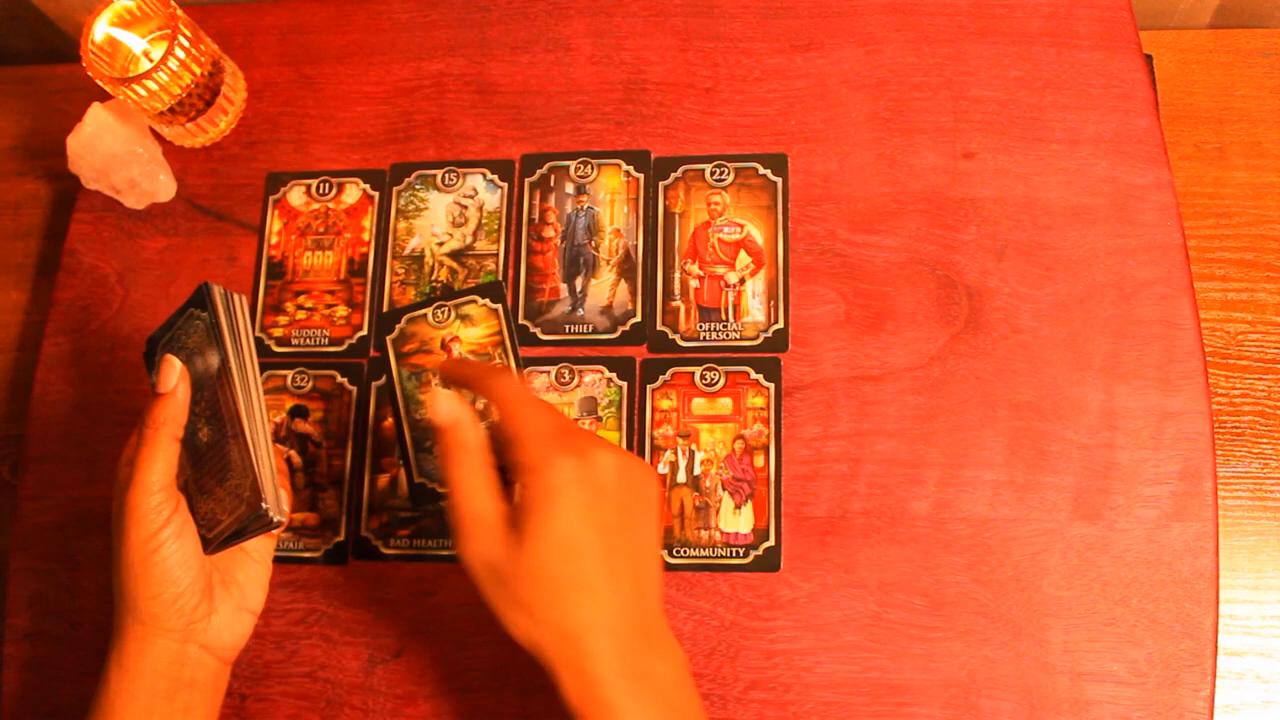 11
15
24
22
SUDDEN
WEALTH
THIEF
OFFICIAL
PERSON
37
32
3
39
SPAIR
BAD HEALTH
COMMUNITY